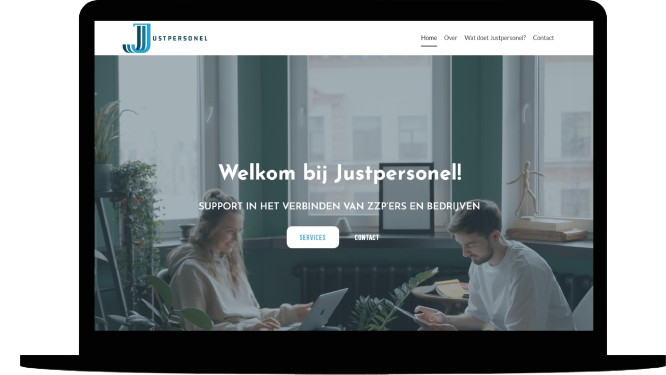 JUSTPERSONEL
Home Over Wat doet Justpersonel? Contact
Welkom bij Justpersonel!
SUPPORT IN HET VERBINDEN VAN ZZP'ERS EN BEDRIJVEN
SERVICES CONTACT